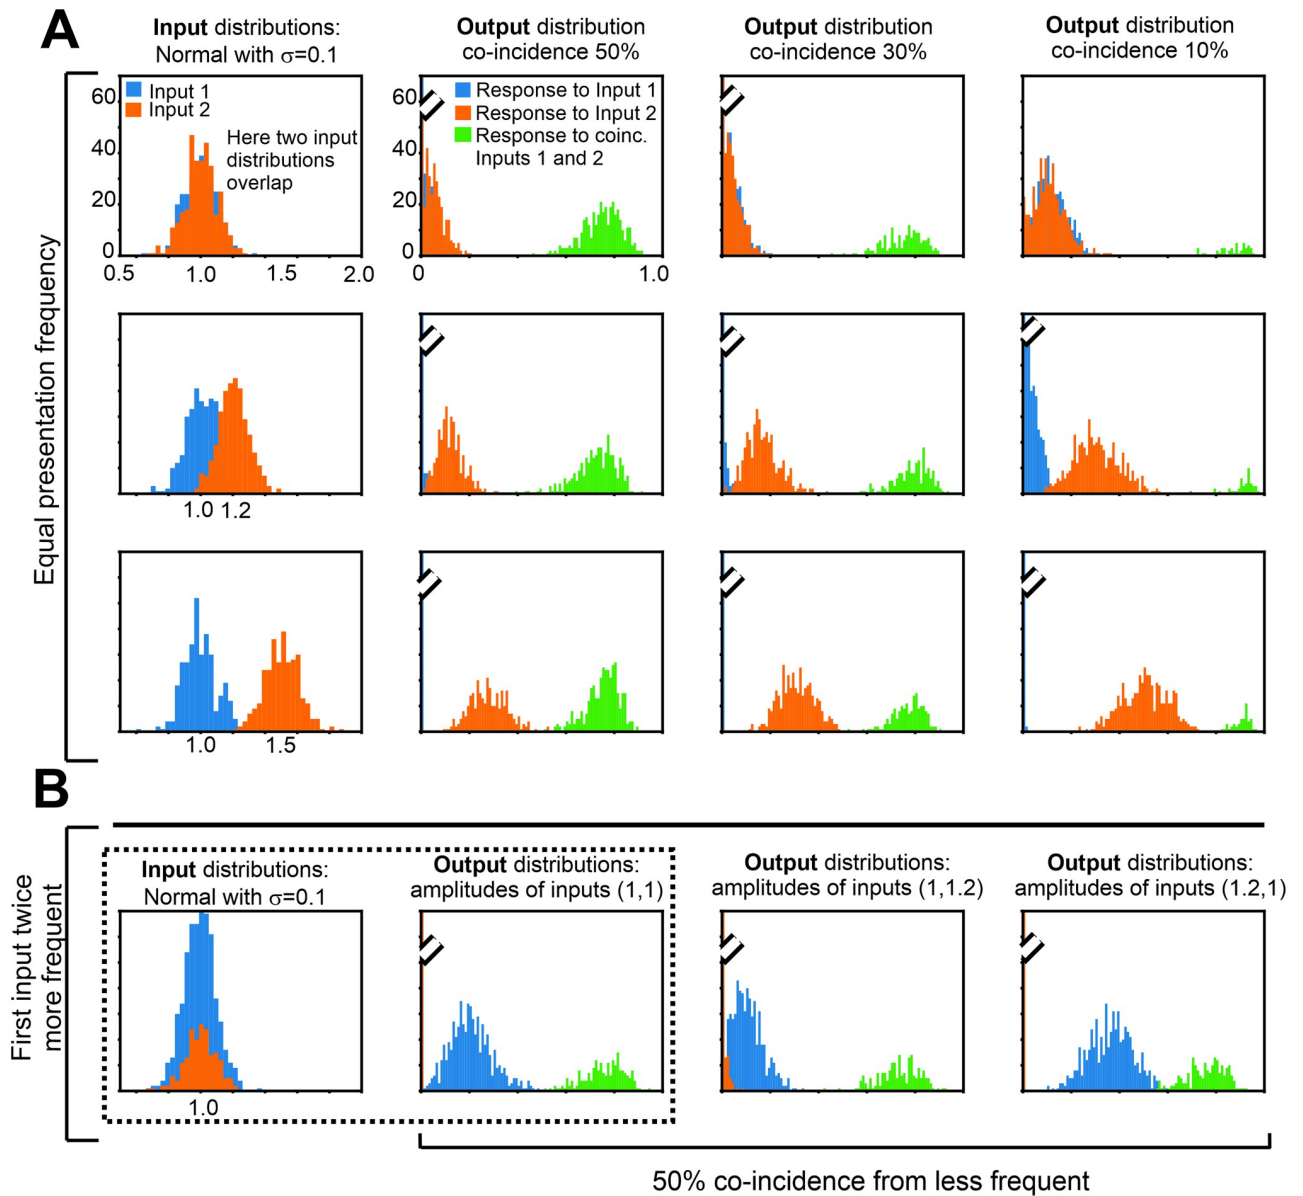 A
Input distributions:
Normal with σ=0.1
Output distribution
co-incidence 50%
Output distribution
co-incidence 30%
Output distribution
co-incidence 10%
Equal presentation frequency
60
40
20
0
Input 1
Input 2
Here two input
distributions
overlap
0.5 1.0 1.5 2.0
60
40
20
0
Response to Input 1
Response to Input 2
Response to coinc.
Inputs 1 and 2
0 1.0
1.0 1.2
1.0 1.5
B
First input twice
more frequent
Input distributions:
Normal with σ=0.1
Output distributions:
amplitudes of inputs (1,1)
Output distributions:
amplitudes of inputs (1,1.2)
Output distributions:
amplitudes of inputs (1.2,1)
1.0
50% co-incidence from less frequent